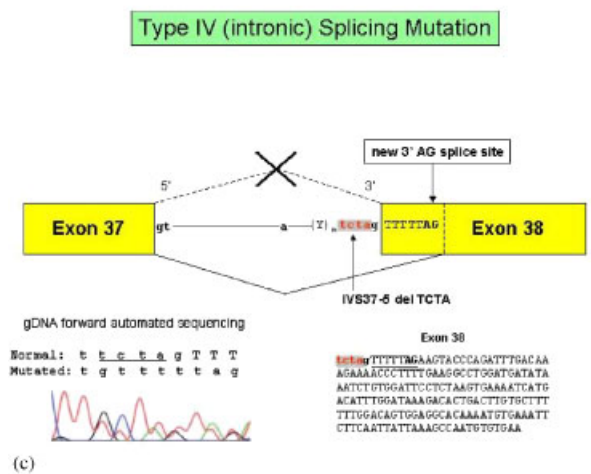 Type IV (intronic) Splicing Mutation
new 3' AG splice site
5' 3'
Exon 37 gt a (Y)n tctag TTTTTAG Exon 38
IVS37-5 del TCTA
gDNA forward automated sequencing
Normal: t t c t a g T T T
Mutated: t g t t t t t a g
Exon 38
tctagTTTTTAGAAGTACCCAGATTTGACAA
AGAAAACCCTTTTGAAGGCCTGGATGATATA
AATCTGTGGATTCCTCTAAGTGAAAATCATG
ACATTTGGATAAAGACACTGACTTGTGCTTT
TTTGGACAGTGGAGGCACAAAATGTGAAATT
CTTCAATTATTAAAGCCAATGTGTGAA
(c)